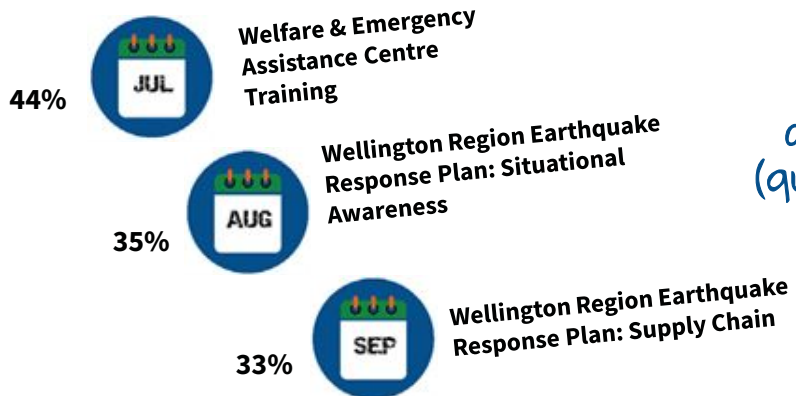 44%
JUL
Welfare & Emergency
Assistance Centre
Training
35%
AUG
Wellington Region Earthquake
Response Plan: Situational
Awareness
33%
SEP
Wellington Region Earthquake
Response Plan: Supply Chain